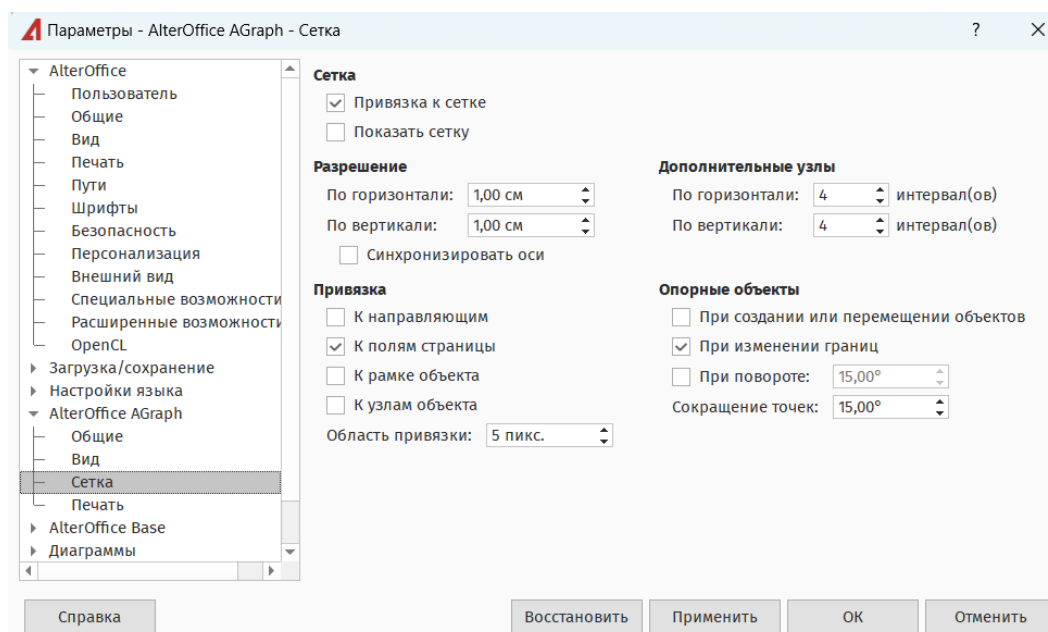 Параметры - AlterOffice AGraph - Сетка
?
AlterOffice
Пользователь
Общие
Вид
Печать
Пути
Шрифты
Безопасность
Персонализация
Внешний вид
Специальные возможности
Расширенные возможности
OpenCL
Загрузка/сохранение
Настройки языка
AlterOffice AGraph
Общие
Вид
Сетка
Печать
AlterOffice Base
Диаграммы
Сетка
Привязка к сетке
Показать сетку
Разрешение
По горизонтали: 1,00 см
По вертикали: 1,00 см
Синхронизировать оси
Дополнительные узлы
По горизонтали: 4 интервал(ов)
По вертикали: 4 интервал(ов)
Привязка
К направляющим
К полям страницы
К рамке объекта
К узлам объекта
Область привязки: 5 пикс.
Опорные объекты
При создании или перемещении объектов
При изменении границ
При повороте: 15,00°
Сокращение точек: 15,00°
Справка
Восстановить
Применить
ОК
Отменить